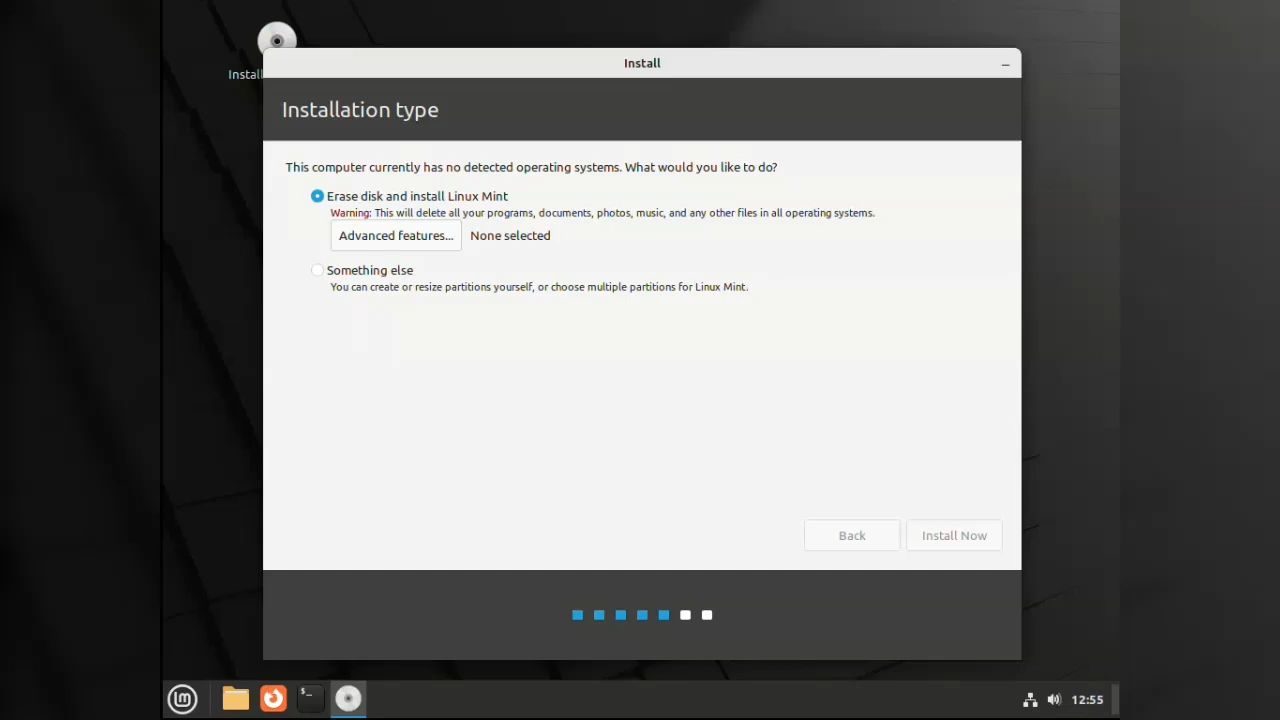 Install
Install
Installation type
This computer currently has no detected operating systems. What would you like to do?
Erase disk and install Linux Mint
Warning: This will delete all your programs, documents, photos, music, and any other files in all operating systems.
Advanced features... None selected
Something else
You can create or resize partitions yourself, or choose multiple partitions for Linux Mint.
Back Install Now
$_
12:55